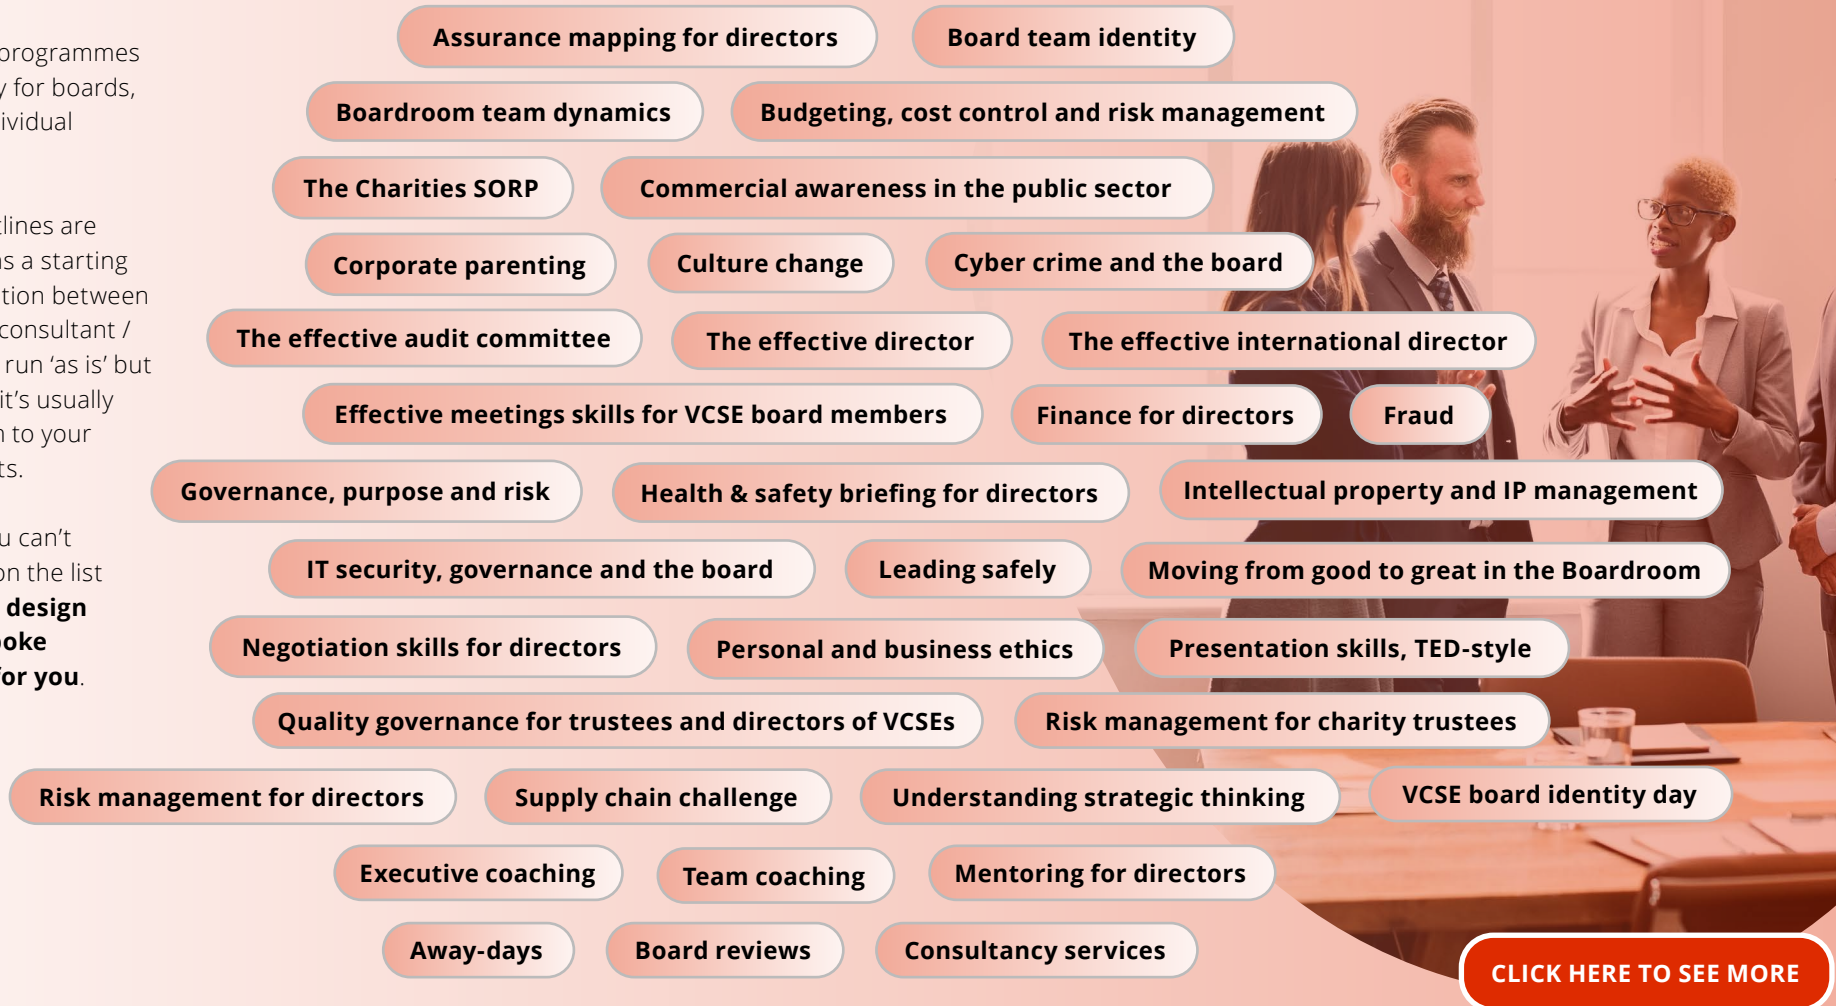 programmes
for boards,
tlines are
as a starting
tion between
consultant /
run ‘as is’ but
it’s usually
to your
can’t
on the list
design
for you.
Assurance mapping for directors
Board team identity
Boardroom team dynamics
Budgeting, cost control and risk management
The Charities SORP
Commercial awareness in the public sector
Corporate parenting
Culture change
Cyber crime and the board
The effective audit committee
The effective director
The effective international director
Effective meetings skills for VCSE board members
Finance for directors
Fraud
Governance, purpose and risk
Health & safety briefing for directors
Intellectual property and IP management
IT security, governance and the board
Leading safely
Moving from good to great in the Boardroom
Negotiation skills for directors
Personal and business ethics
Presentation skills, TED-style
Quality governance for trustees and directors of VCSEs
Risk management for charity trustees
Risk management for directors
Supply chain challenge
Understanding strategic thinking
VCSE board identity day
Executive coaching
Team coaching
Mentoring for directors
Away-days
Board reviews
Consultancy services
CLICK HERE TO SEE MORE